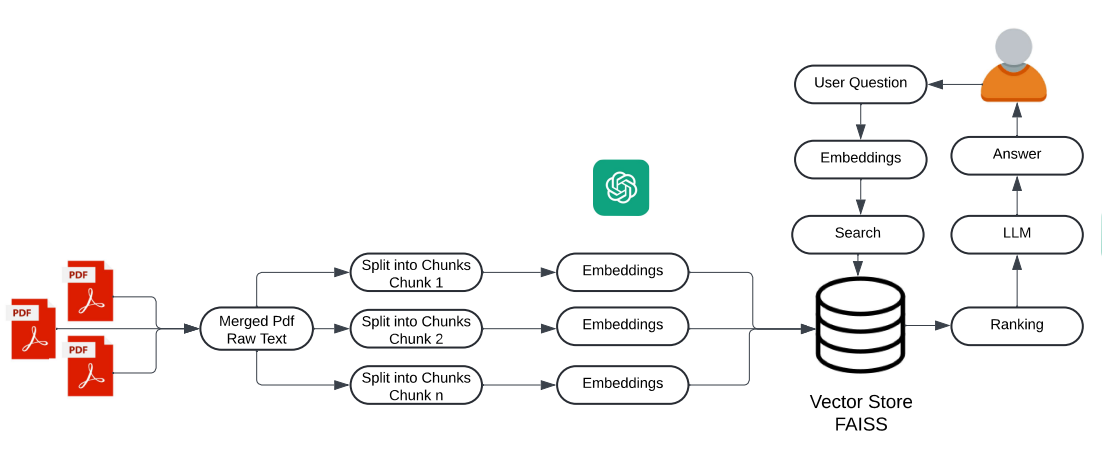 PDF
PDF
PDF
Merged Pdf
Raw Text
Split into Chunks
Chunk 1
Split into Chunks
Chunk 2
Split into Chunks
Chunk n
Embeddings
Embeddings
Embeddings
User Question
Embeddings
Search
Vector Store
FAISS
Ranking
LLM
Answer